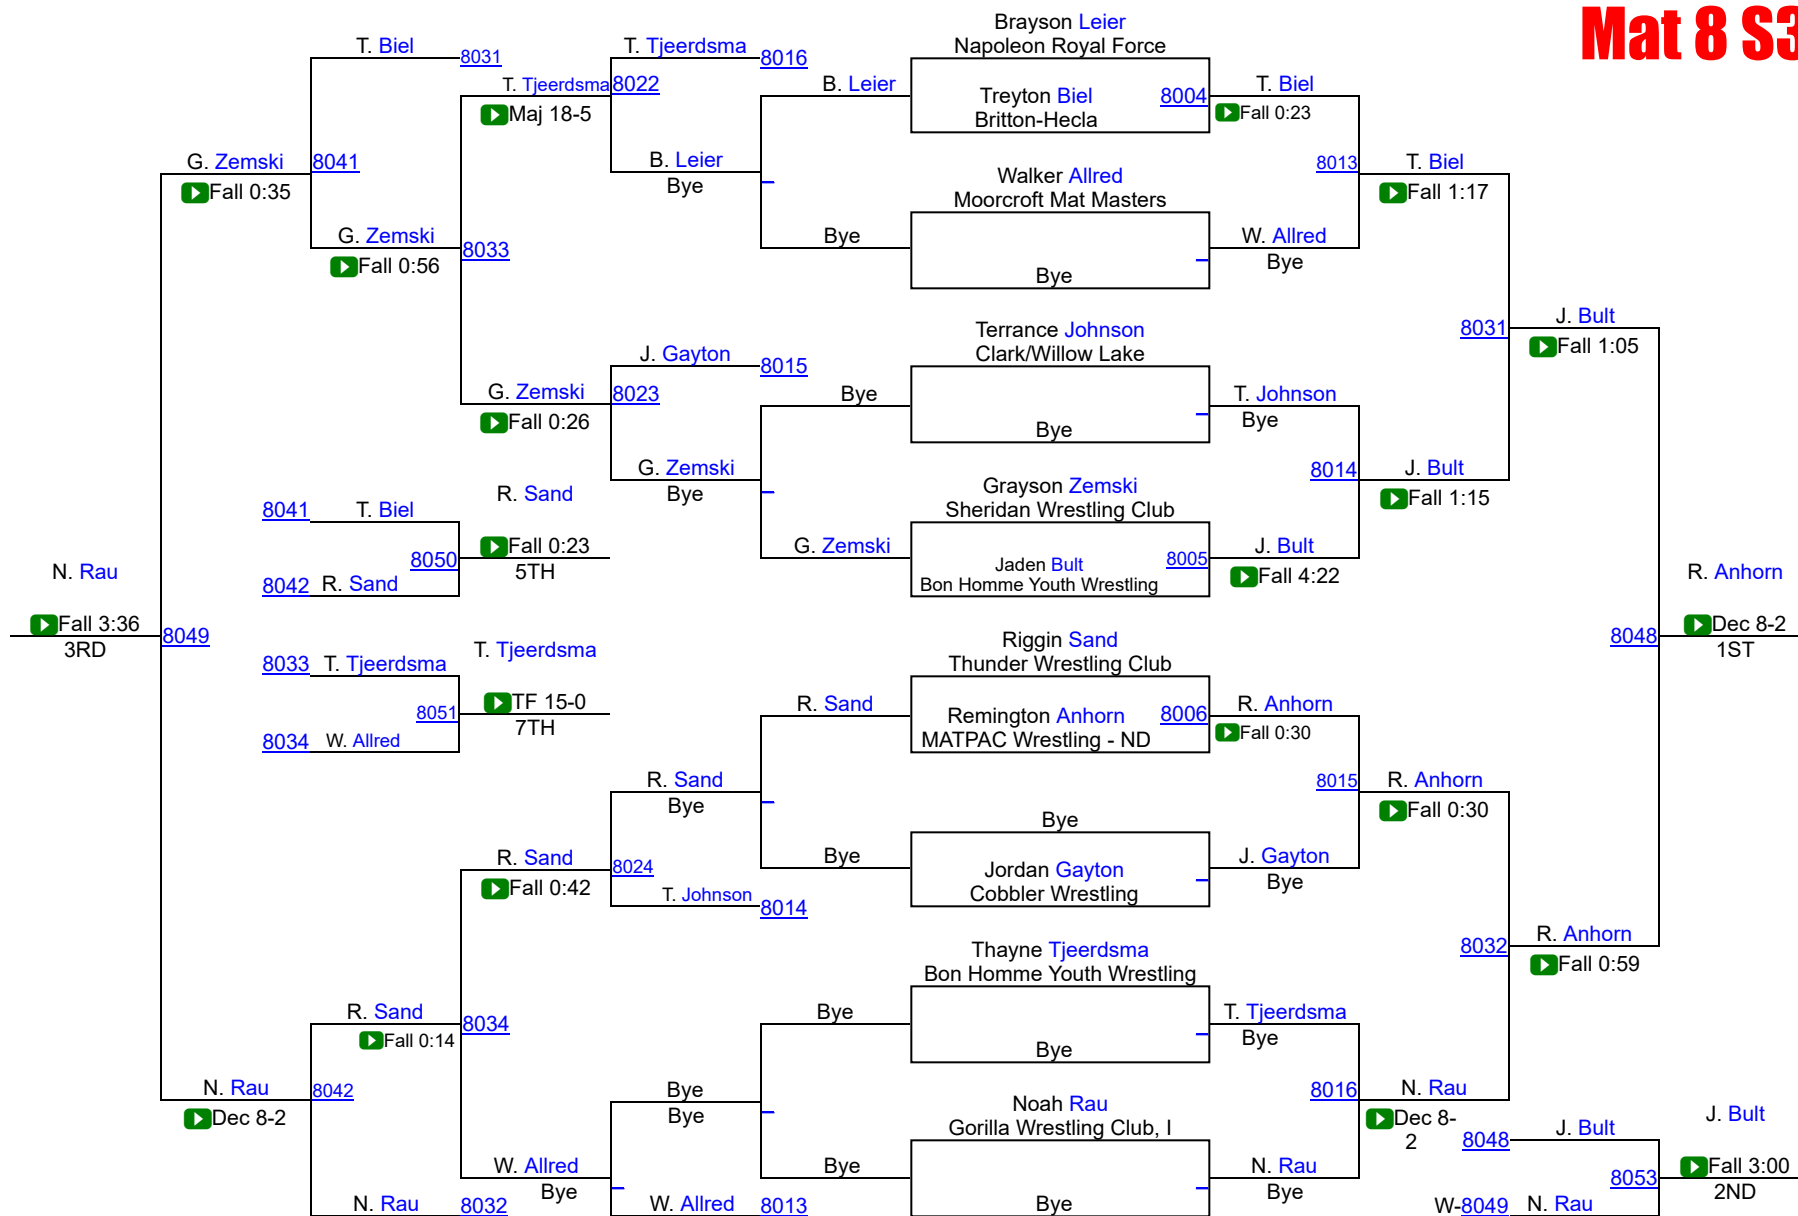 Mat 8 S3
Brayson Leier
Napoleon Royal Force
T. Biel
8031
T. Tjeerdsma
8016
T. Tjeerdsma
8022
Maj 18-5
B. Leier
Treyton Biel
8004
Britton-Hecla
T. Biel
Fall 0:23
G. Zemski
8041
Fall 0:35
B. Leier
Bye
Walker Allred
Moorcroft Mat Masters
8013
T. Biel
Fall 1:17
G. Zemski
8033
Fall 0:56
Bye
Bye
W. Allred
Bye
Terrance Johnson
Clark/Willow Lake
8031
J. Bult
Fall 1:05
J. Gayton
8015
G. Zemski
8023
Fall 0:26
Bye
Bye
T. Johnson
Bye
G. Zemski
Bye
Grayson Zemski
Sheridan Wrestling Club
8014
J. Bult
Fall 1:15
R. Sand
8041
T. Biel
8050
Fall 0:23
5TH
8042
R. Sand
G. Zemski
Jaden Bult
8005
Bon Homme Youth Wrestling
J. Bult
Fall 4:22
N. Rau
Fall 3:36
3RD
8049
R. Anhorn
8048
Dec 8-2
1ST
Riggin Sand
Thunder Wrestling Club
8033
T. Tjeerdsma
T. Tjeerdsma
8051
TF 15-0
7TH
8034
W. Allred
R. Sand
Remington Anhorn
8006
MATPAC Wrestling - ND
R. Anhorn
Fall 0:30
R. Sand
Bye
8015
R. Anhorn
Fall 0:30
Bye
R. Sand
8024
Fall 0:42
T. Johnson
8014
Bye
Jordan Gayton
Cobbler Wrestling
J. Gayton
Bye
Thayne Tjeerdsma
Bon Homme Youth Wrestling
8032
R. Anhorn
Fall 0:59
R. Sand
8034
Fall 0:14
Bye
Bye
T. Tjeerdsma
Bye
N. Rau
8042
Dec 8-2
Bye
Bye
Noah Rau
Gorilla Wrestling Club, I
8016
N. Rau
Dec 8-
2
8048
J. Bult
J. Bult
W. Allred
Bye
Bye
Bye
N. Rau
Bye
8053
Fall 3:00
2ND
N. Rau
8032
W. Allred
8013
W-8049
N. Rau